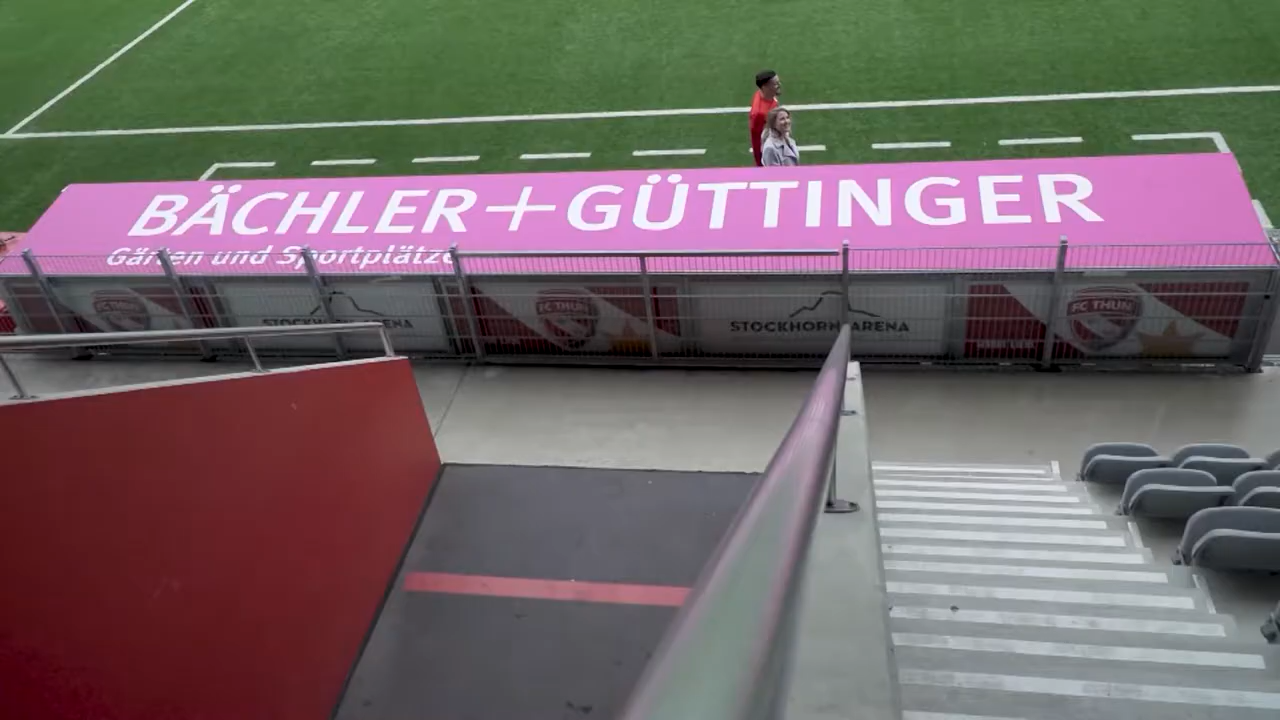 BÄCHLER+GÜTTINGER
Gärten und Sportplätze
FC THUN
STOCKHORN ARENA
FC THUN
STOCKHORN ARENA
FC THUN